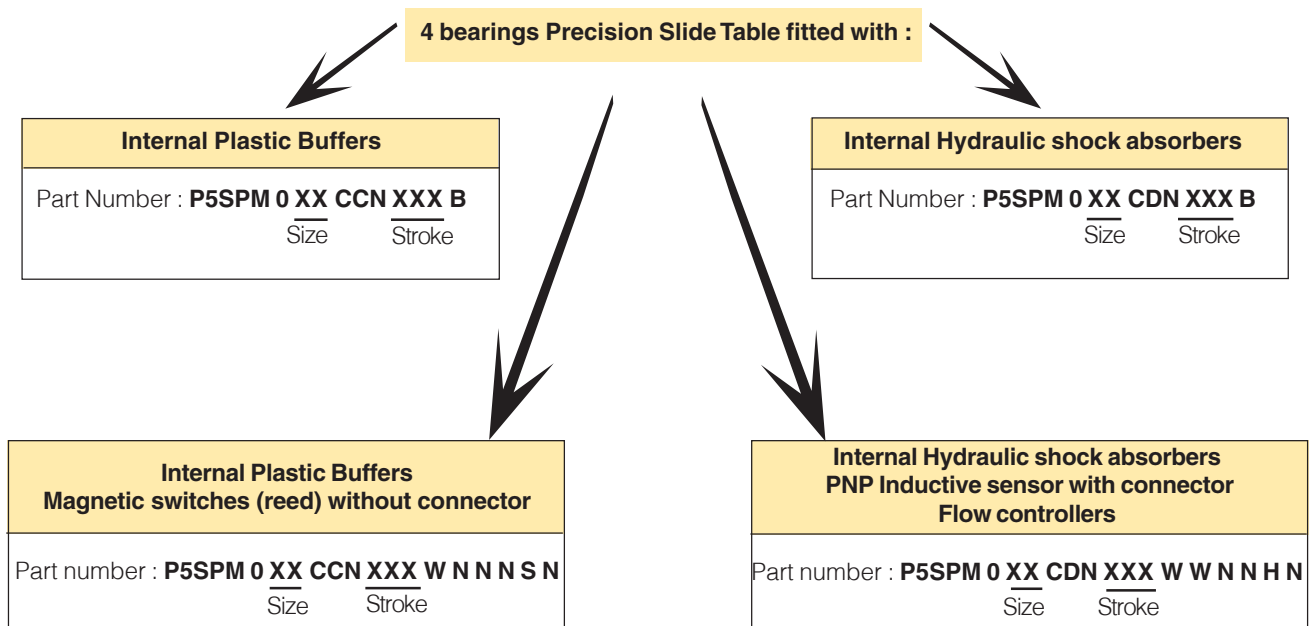 4 bearings Precision Slide Table fitted with :
Internal Plastic Buffers
Part Number : P5SPM 0 XX CCN XXX B
Size Stroke
Internal Hydraulic shock absorbers
Part Number : P5SPM 0 XX CDN XXX B
Size Stroke
Internal Plastic Buffers
Magnetic switches (reed) without connector
Part number : P5SPM 0 XX CCN XXX W N N N S N
Size Stroke
Internal Hydraulic shock absorbers
PNP Inductive sensor with connector
Flow controllers
Part number : P5SPM 0 XX CDN XXX W W N N H N
Size Stroke